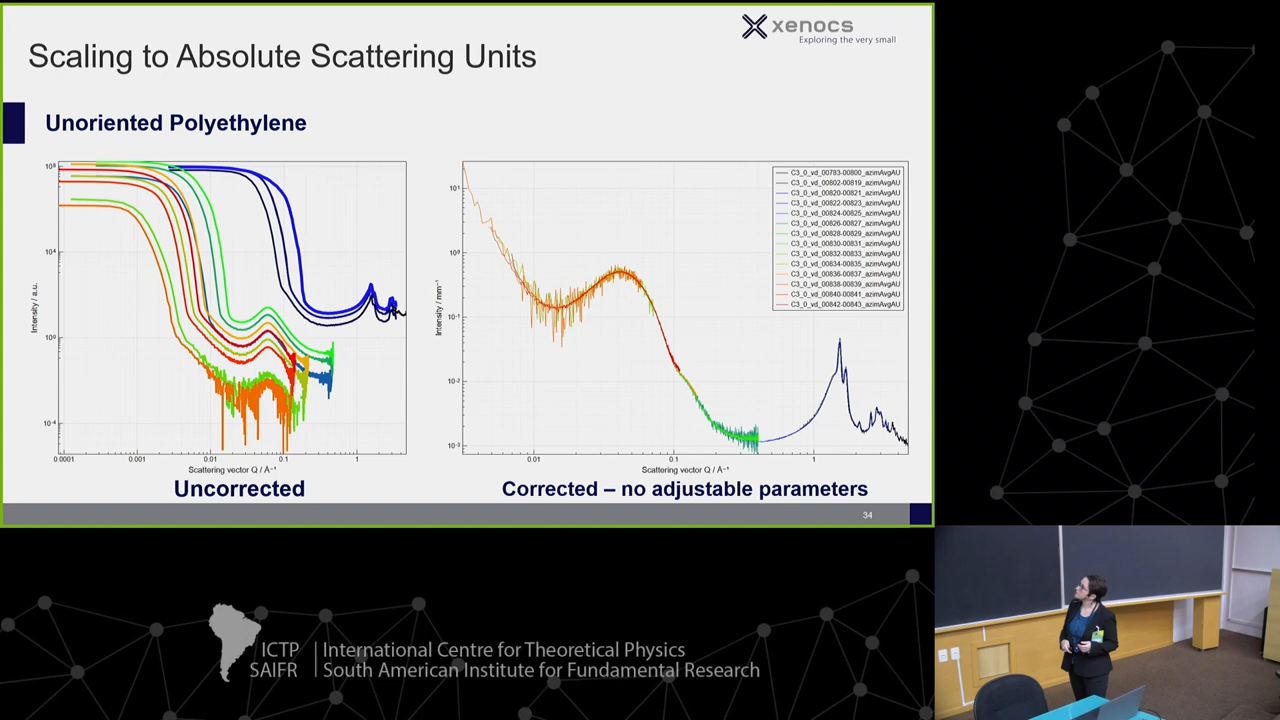 xenocs
Exploring the very small
Scaling to Absolute Scattering Units
Unoriented Polyethylene
10⁸
10⁴
10⁰
10⁻⁴
Intensity / a.u.
0.0001
0.001
0.01
0.1
1
Scattering vector Q / Å⁻¹
Uncorrected
10¹
10⁰
10⁻¹
10⁻²
10⁻³
Intensity / mm⁻¹
0.01
0.1
1
Scattering vector Q / Å⁻¹
C3_0_vd_00783-00800_azimAvgAU
C3_0_vd_00802-00819_azimAvgAU
C3_0_vd_00820-00821_azimAvgAU
C3_0_vd_00822-00823_azimAvgAU
C3_0_vd_00824-00825_azimAvgAU
C3_0_vd_00826-00827_azimAvgAU
C3_0_vd_00828-00829_azimAvgAU
C3_0_vd_00830-00831_azimAvgAU
C3_0_vd_00832-00833_azimAvgAU
C3_0_vd_00834-00835_azimAvgAU
C3_0_vd_00836-00837_azimAvgAU
C3_0_vd_00838-00839_azimAvgAU
C3_0_vd_00840-00841_azimAvgAU
C3_0_vd_00842-00843_azimAvgAU
Corrected – no adjustable parameters
34
ICTP
SAIFR
International Centre for Theoretical Physics
South American Institute for Fundamental Research